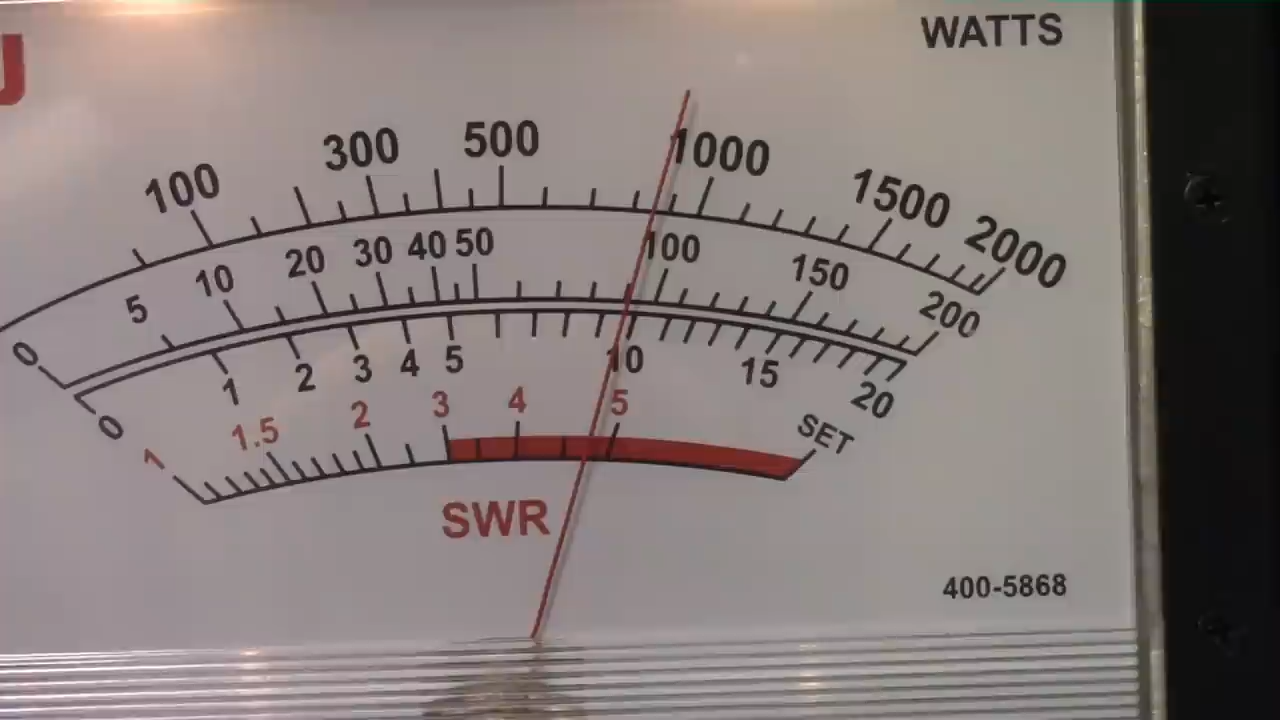 J
WATTS
100 300 500 1000 1500 2000
0 5 10 20 30 40 50 100 150 200
0 1 2 3 4 5 10 15 20
1 1.5 2 3 4 5 SET
SWR
400-5868